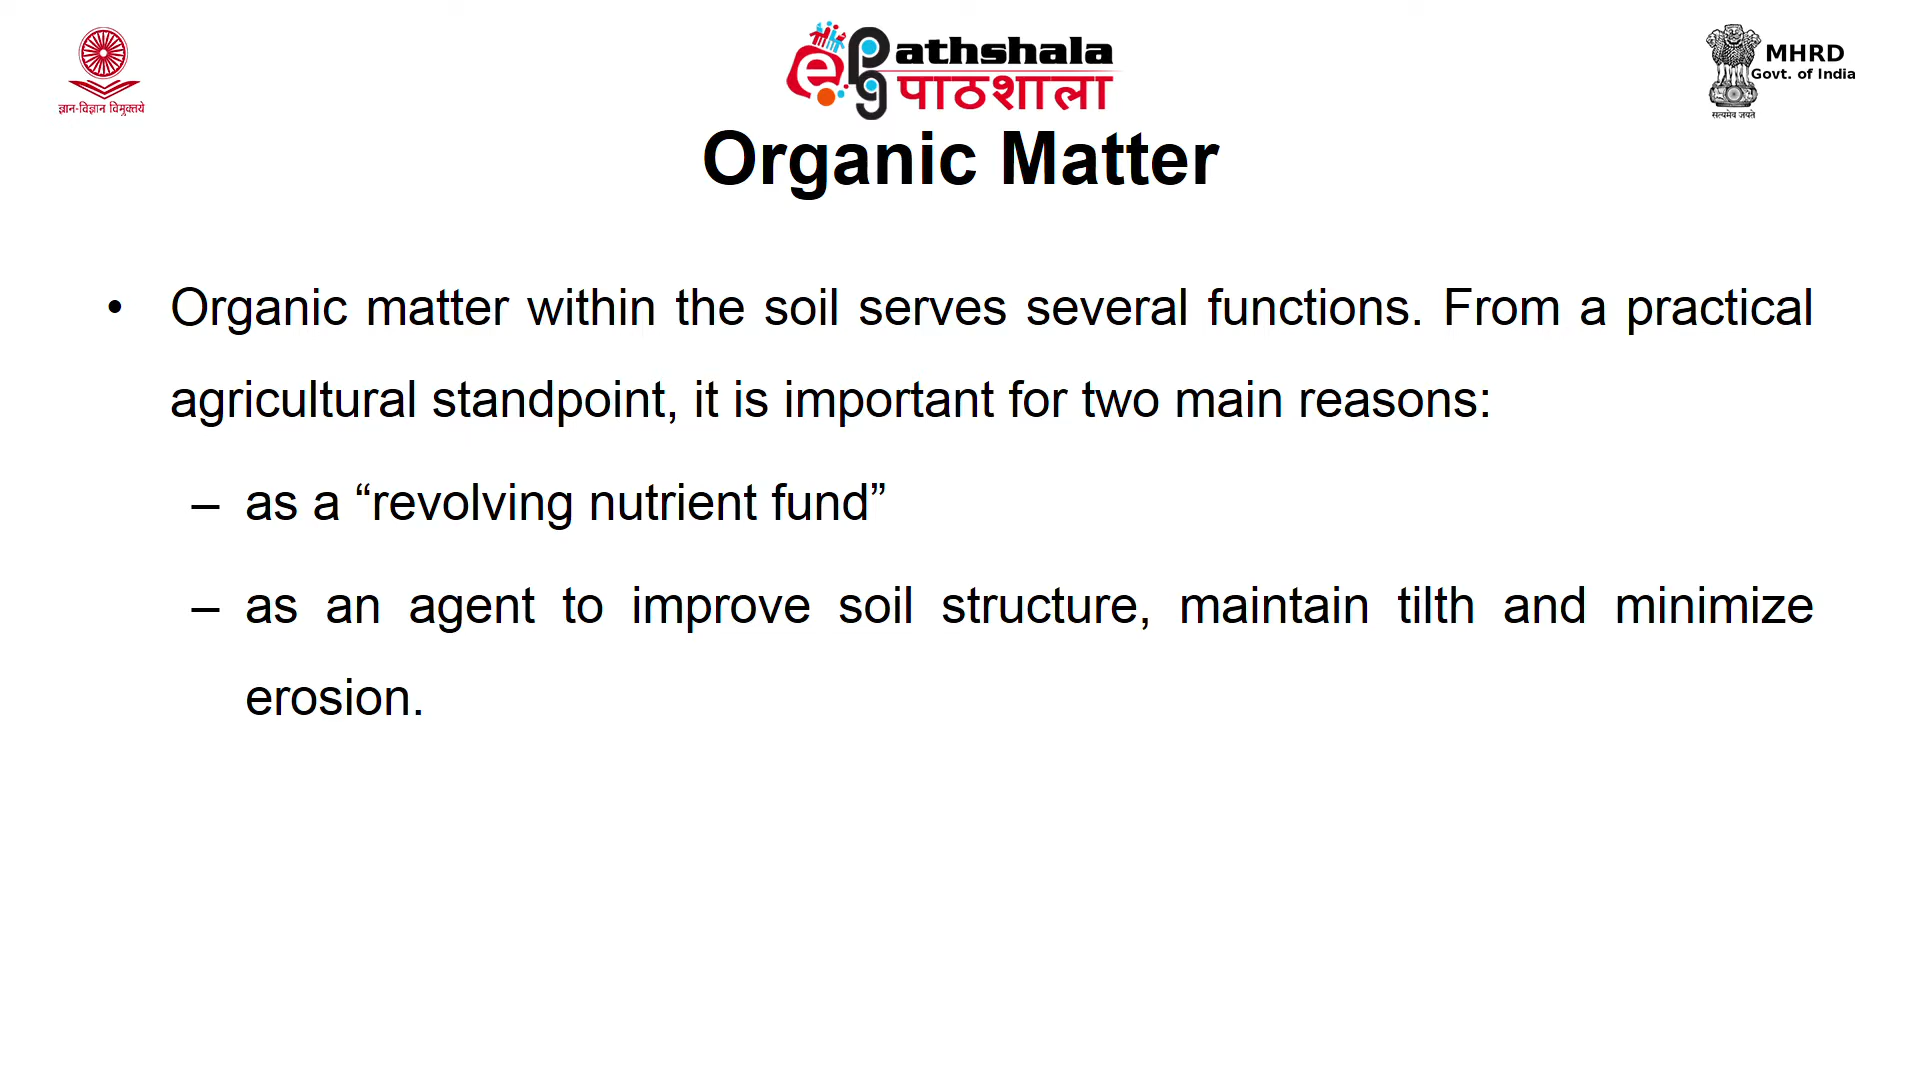 ज्ञान-विज्ञान विमुक्तये
ePG athshala
पाठशाला
MHRD
Govt. of India
सत्यमेव जयते
Organic Matter
• Organic matter within the soil serves several functions. From a practical
agricultural standpoint, it is important for two main reasons:
– as a “revolving nutrient fund”
– as an agent to improve soil structure, maintain tilth and minimize
erosion.